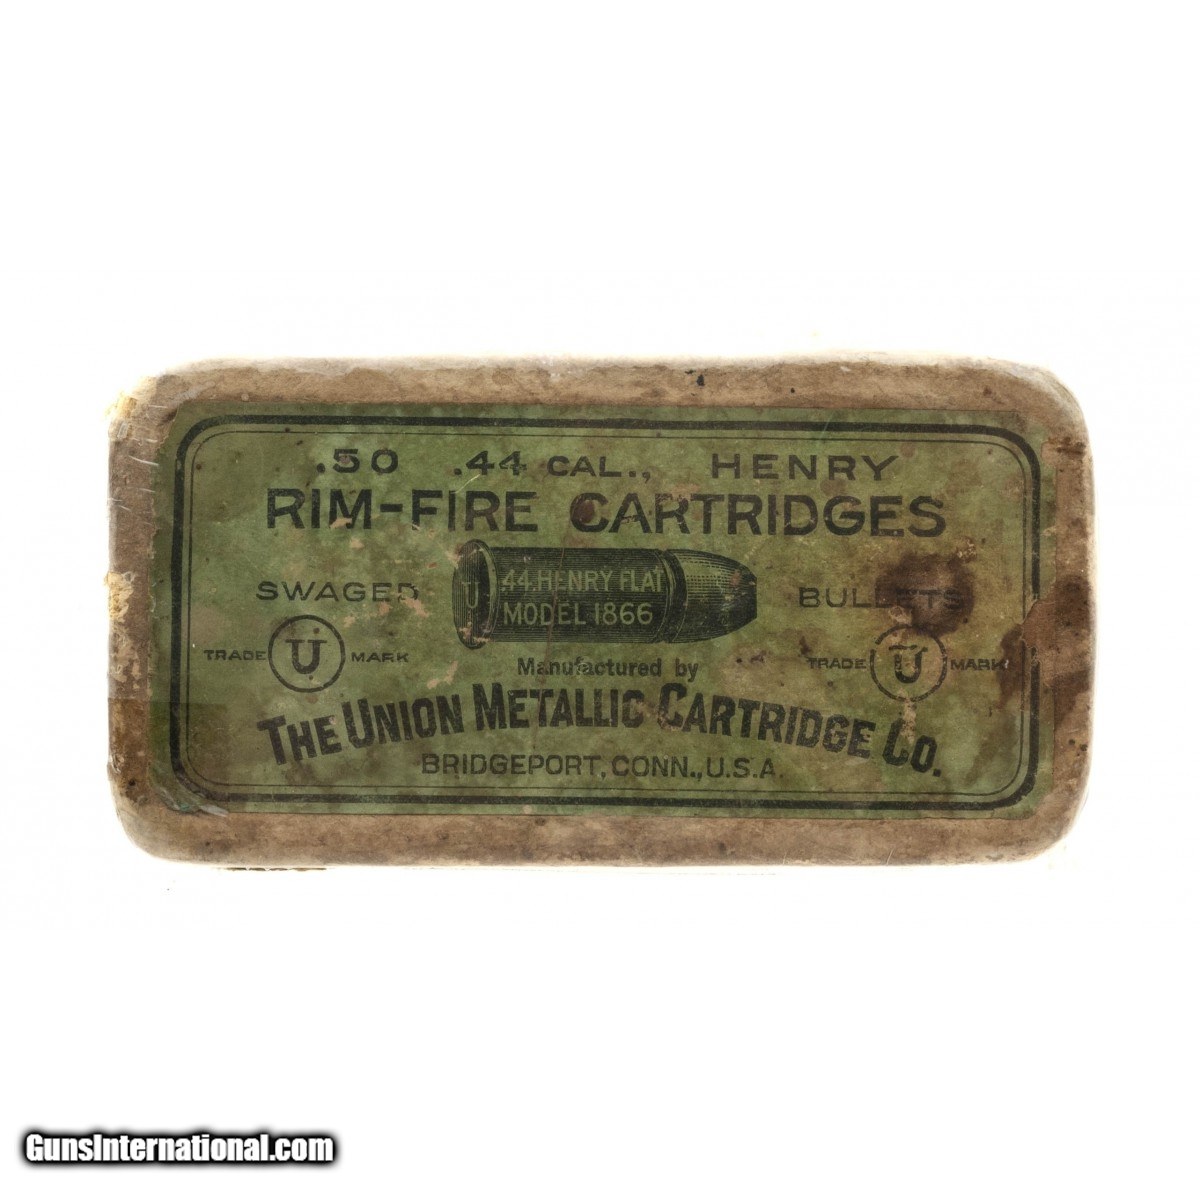 .50 .44 CAL., HENRY
RIM-FIRE CARTRIDGES
SWAGED BULLETS
U
44.HENRY FLAT
MODEL 1866
TRADE U MARK
TRADE U MARK
Manufactured by
THE UNION METALLIC CARTRIDGE CO.
BRIDGEPORT, CONN., U.S.A.
GunsInternational.com